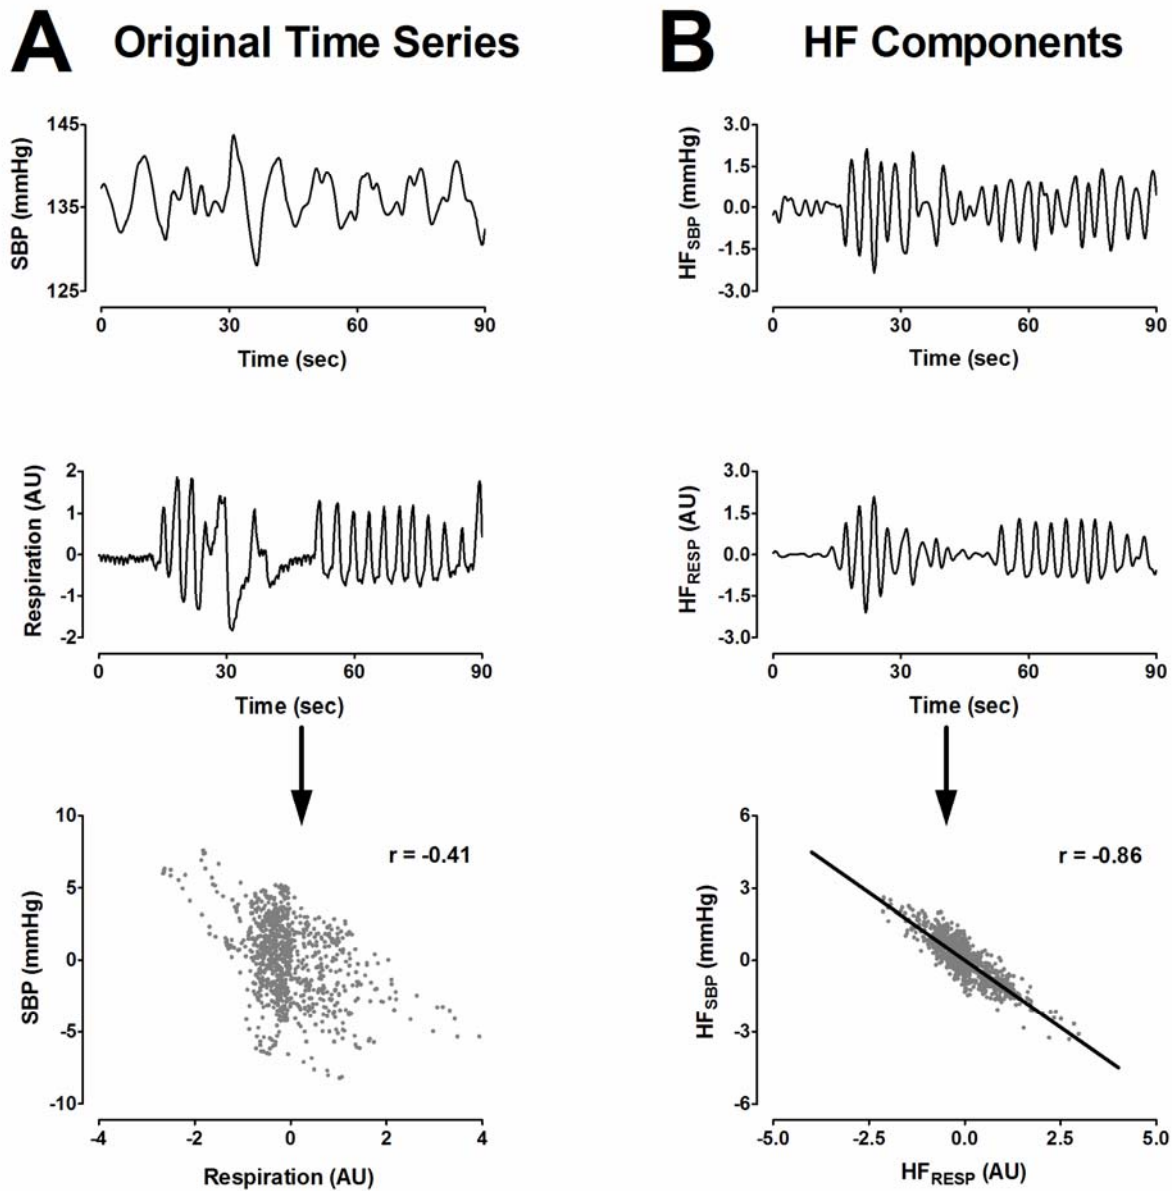 A Original Time Series
145
135
125
SBP (mmHg)
0 30 60 90
Time (sec)
2
1
0
-1
-2
Respiration (AU)
0 30 60 90
Time (sec)
10
5
0
-5
-10
SBP (mmHg)
r = -0.41
-4 -2 0 2 4
Respiration (AU)
B HF Components
3.0
1.5
0.0
-1.5
-3.0
HFSBP (mmHg)
0 30 60 90
Time (sec)
3.0
1.5
0.0
-1.5
-3.0
HFRESP (AU)
0 30 60 90
Time (sec)
6
3
0
-3
-6
HFSBP (mmHg)
r = -0.86
-5.0 -2.5 0.0 2.5 5.0
HFRESP (AU)